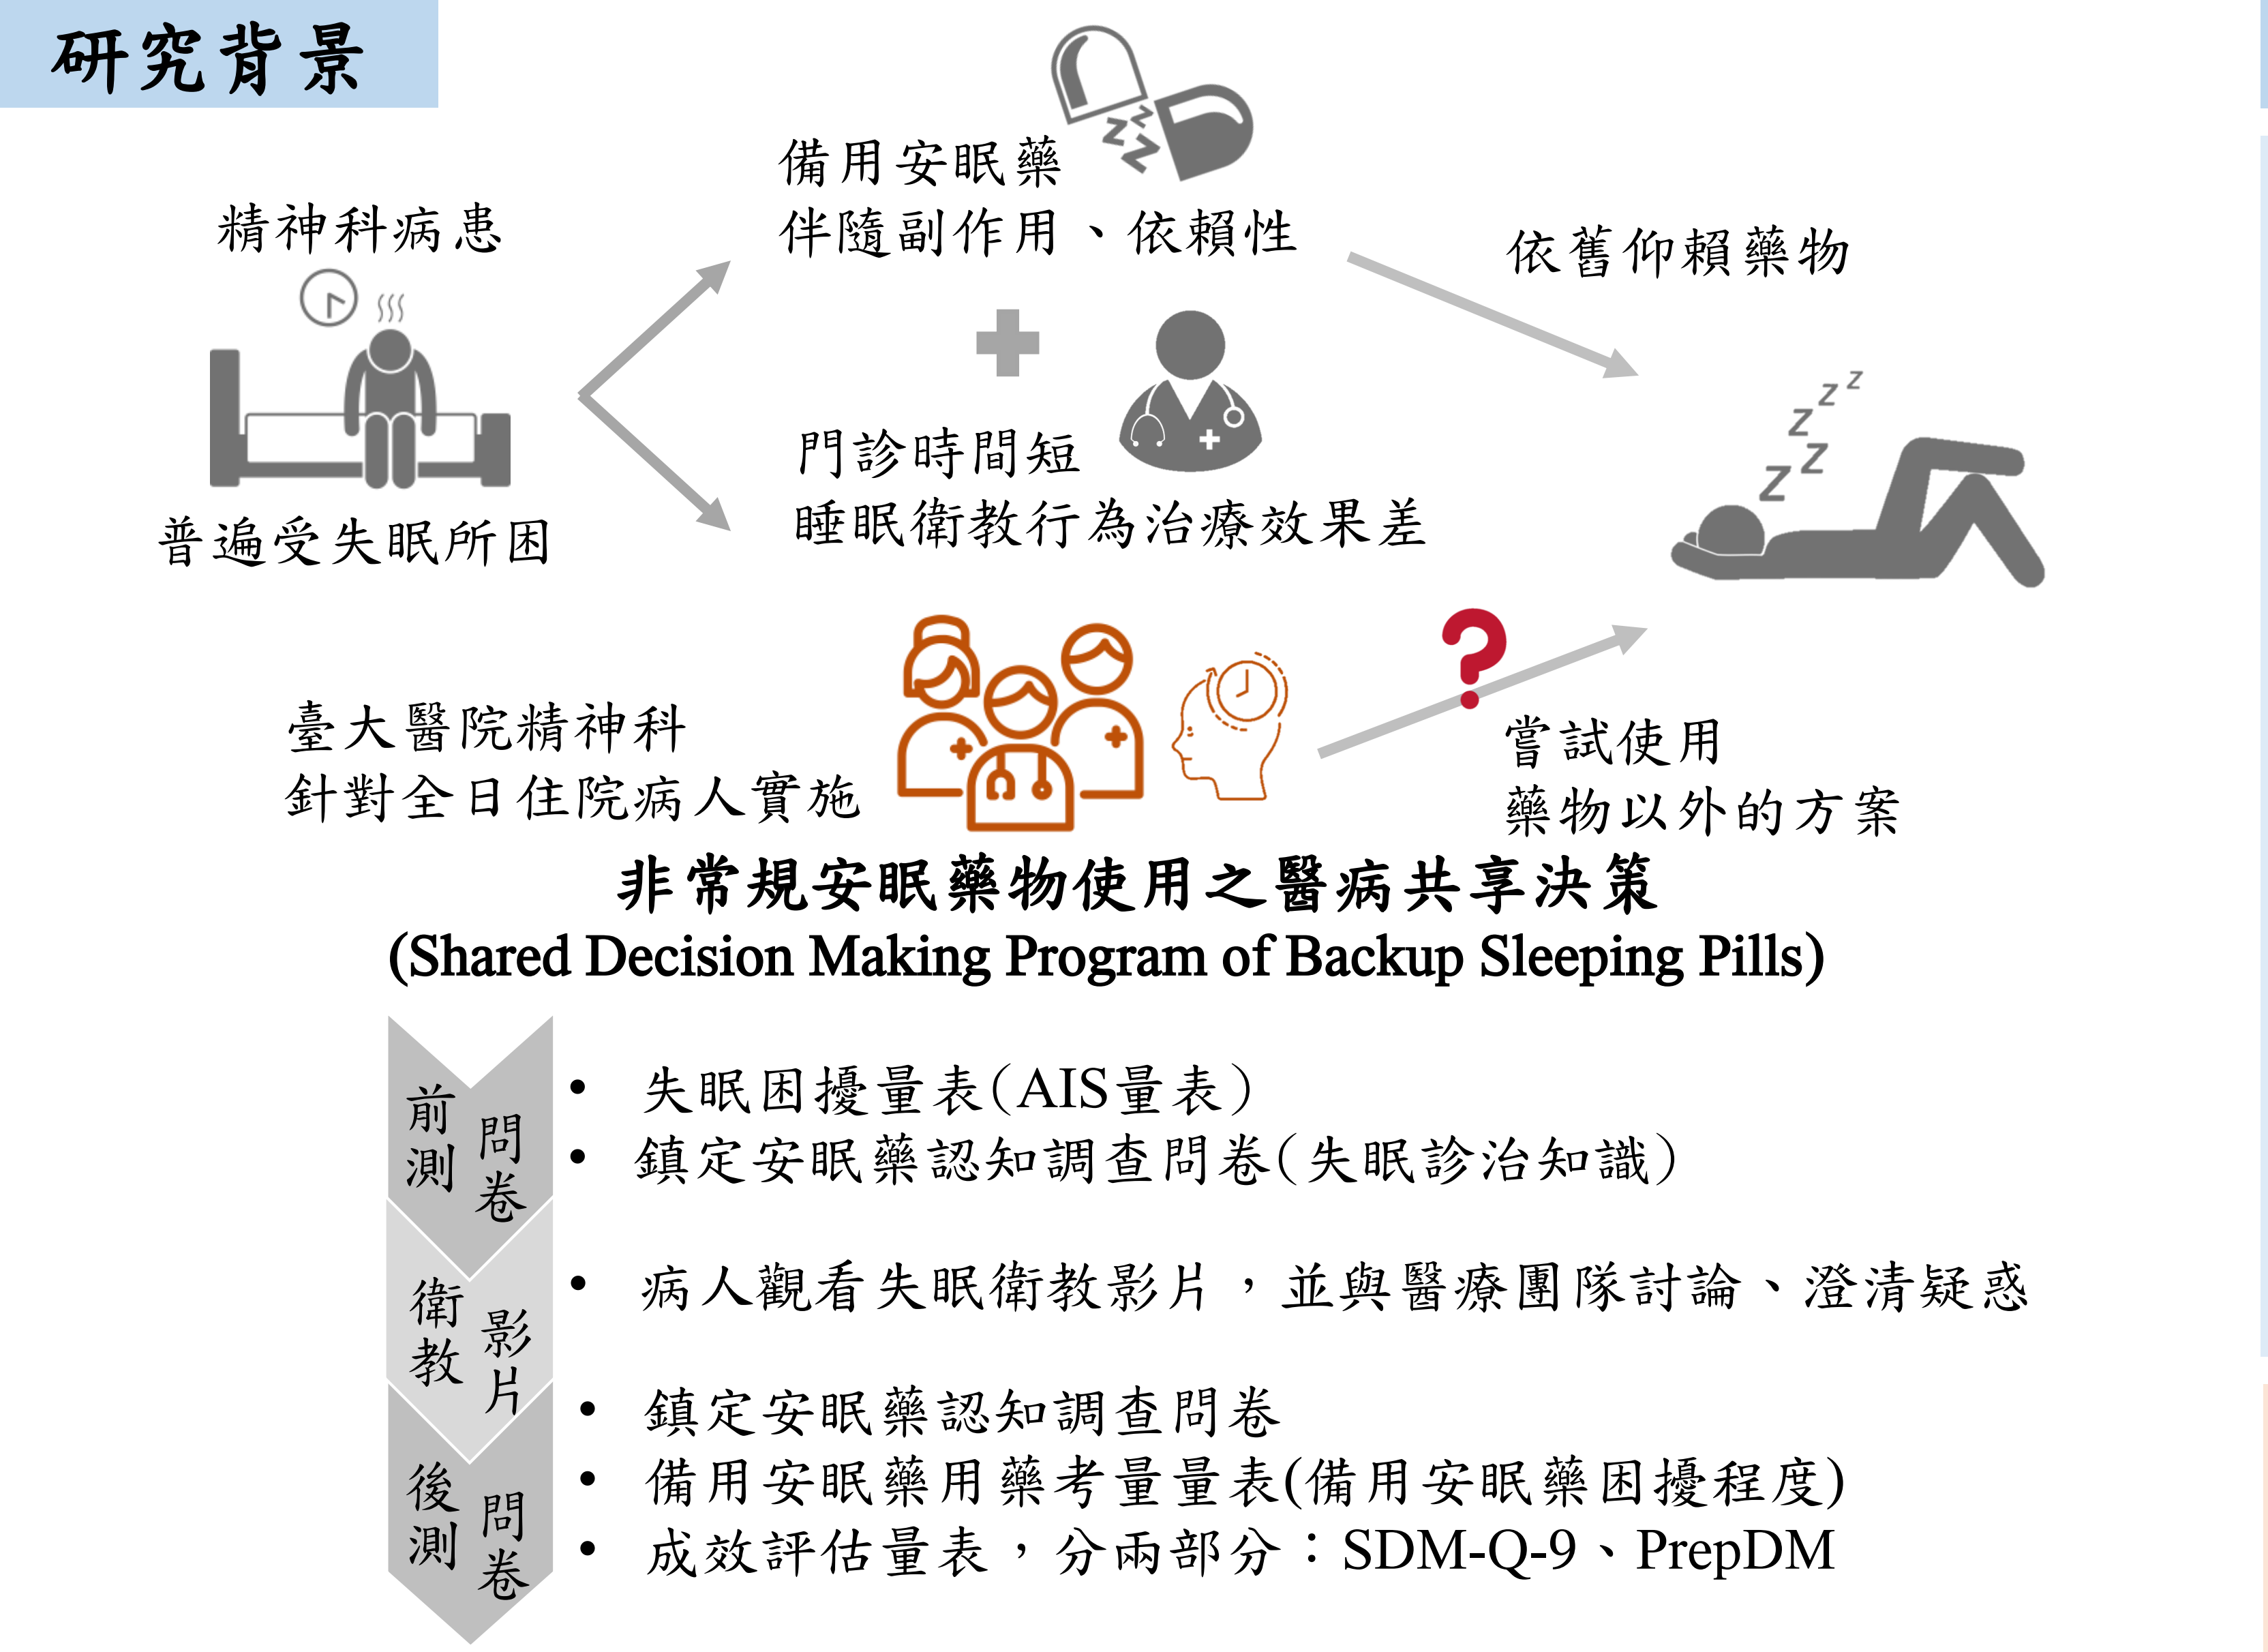 研究背景
精神科病患
普遍受失眠所困
備用安眠藥
伴隨副作用、依賴性
門診時間短
睡眠衛教行為治療效果差
依舊仰賴藥物
zzz
z z z z z
臺大醫院精神科
針對全日住院病人實施
?
嘗試使用
藥物以外的方案
非常規安眠藥物使用之醫病共享決策
(Shared Decision Making Program of Backup Sleeping Pills)
前測問卷
• 失眠困擾量表(AIS量表)
• 鎮定安眠藥認知調查問卷(失眠診治知識)
衛教影片
• 病人觀看失眠衛教影片，並與醫療團隊討論、澄清疑惑
後測問卷
• 鎮定安眠藥認知調查問卷
• 備用安眠藥用藥考量量表(備用安眠藥困擾程度)
• 成效評估量表，分兩部分：SDM-Q-9、PrepDM